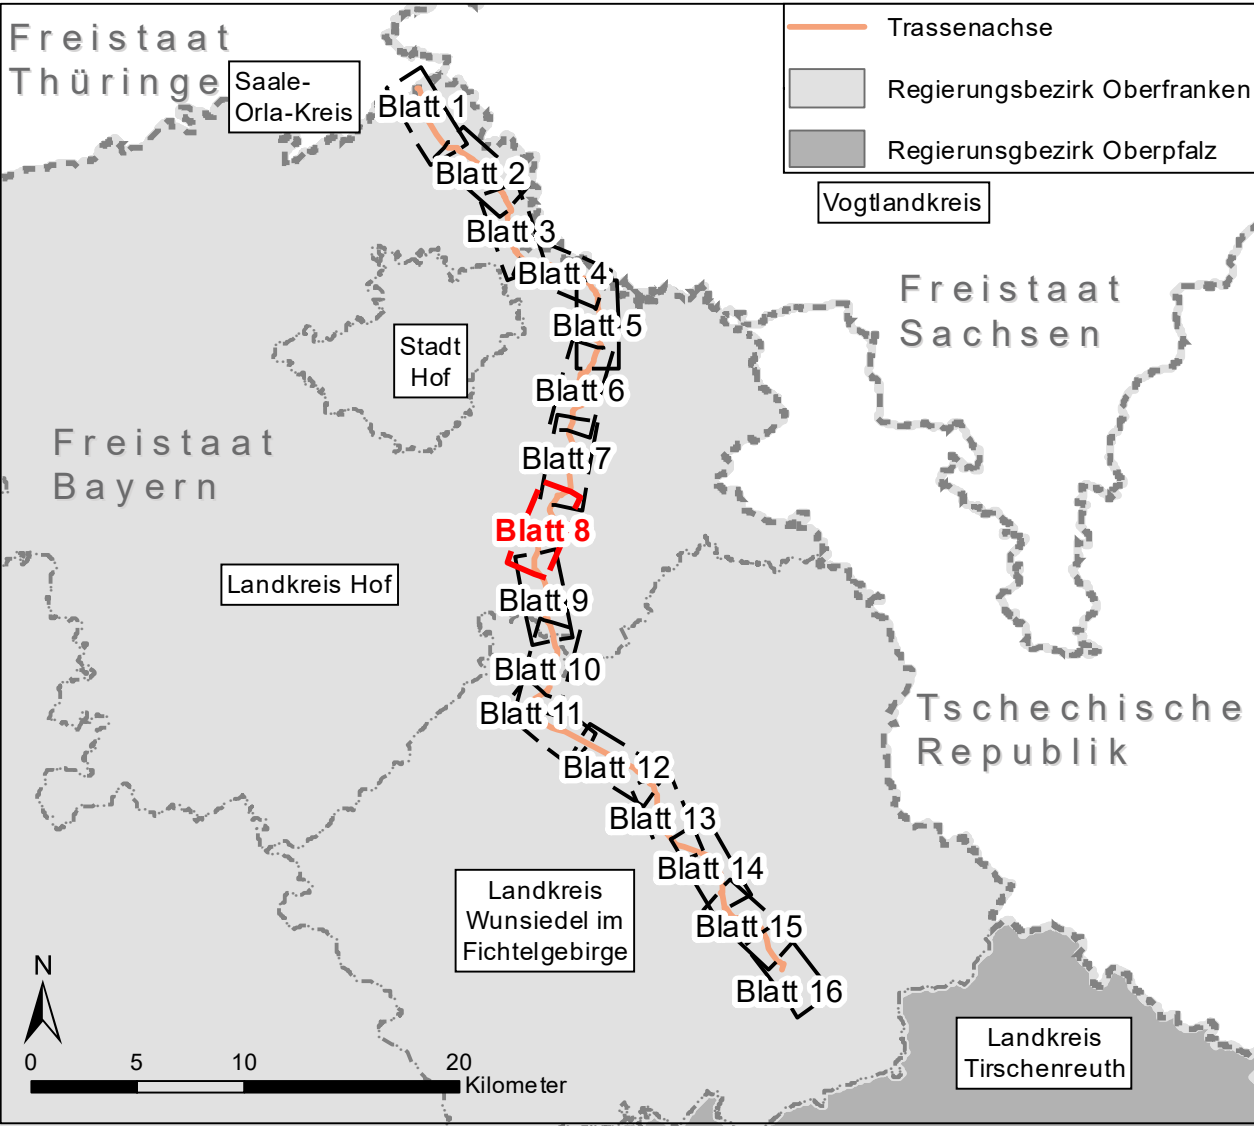 Freistaat
Thüringe
Saale-
Orla-Kreis
Trassenachse
Regierungsbezirk Oberfranken
Regierunsgbezirk Oberpfalz
Vogtlandkreis
Blatt 1
Blatt 2
Blatt 3
Blatt 4
Freistaat
Sachsen
Blatt 5
Stadt
Hof
Blatt 6
Freistaat
Bayern
Blatt 7
Blatt 8
Landkreis Hof
Blatt 9
Blatt 10
Blatt 11
Tschechische
Republik
Blatt 12
Blatt 13
Blatt 14
Landkreis
Wunsiedel im
Fichtelgebirge
Blatt 15
Blatt 16
N
0 5 10 20
Kilometer
Landkreis
Tirschenreuth